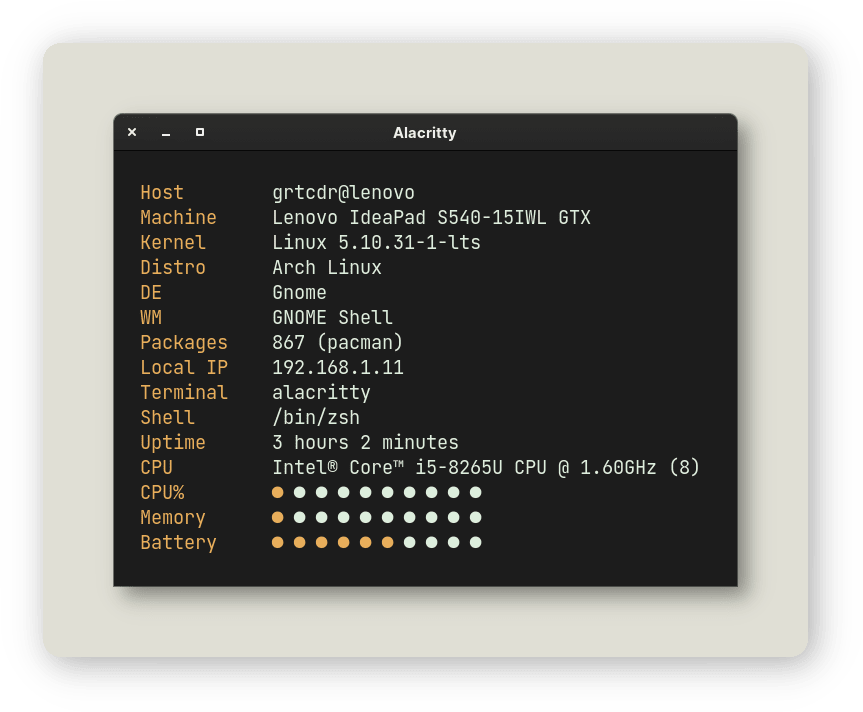 Alacritty
Host grtcdr@lenovo
Machine Lenovo IdeaPad S540-15IWL GTX
Kernel Linux 5.10.31-1-lts
Distro Arch Linux
DE Gnome
WM GNOME Shell
Packages 867 (pacman)
Local IP 192.168.1.11
Terminal alacritty
Shell /bin/zsh
Uptime 3 hours 2 minutes
CPU Intel® Core™ i5-8265U CPU @ 1.60GHz (8)
CPU%
Memory
Battery